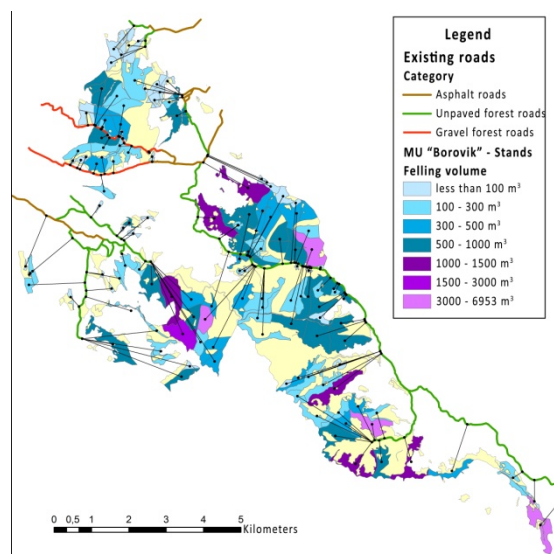 Legend
Existing roads
Category
Asphalt roads
Unpaved forest roads
Gravel forest roads
MU "Borovik" - Stands
Felling volume
less than 100 m³
100 - 300 m³
300 - 500 m³
500 - 1000 m³
1000 - 1500 m³
1500 - 3000 m³
3000 - 6953 m³
0 0,5 1 2 3 4 5
Kilometers